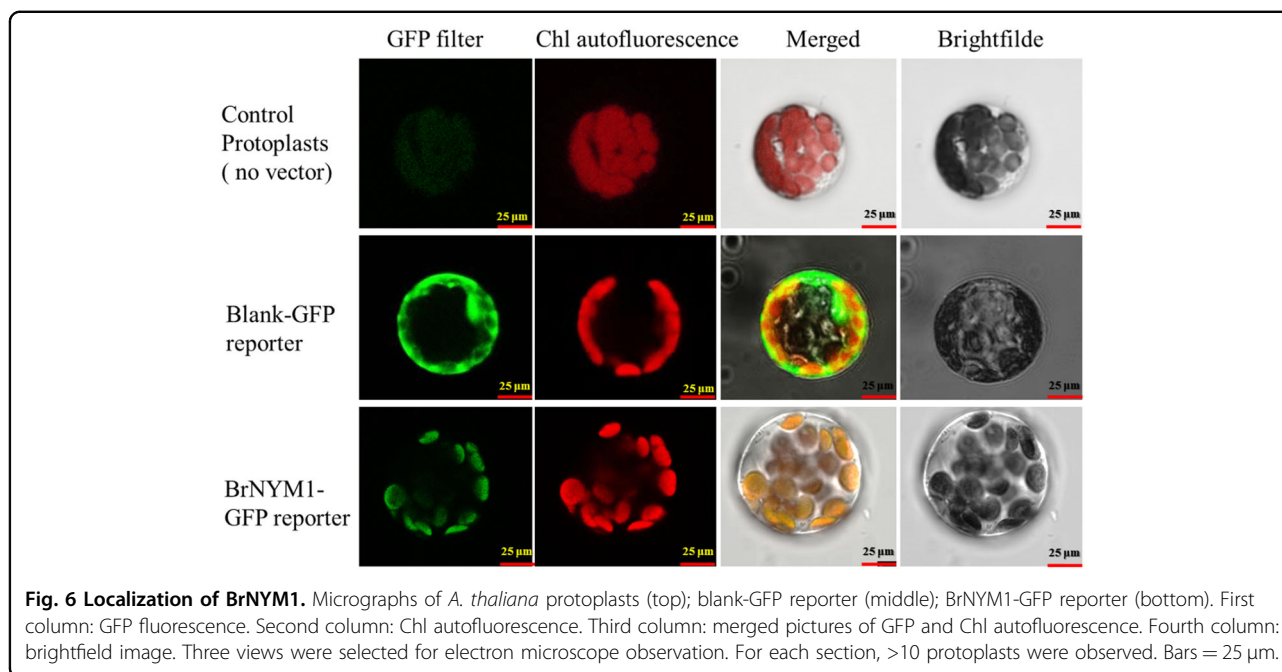 GFP filter Chl autofluorescence Merged Brightfilde
Control
Protoplasts
( no vector)
25 µm 25 µm 25 µm 25 µm
Blank-GFP
reporter
25 µm 25 µm 25 µm 25 µm
BrNYM1-
GFP reporter
25 µm 25 µm 25 µm 25 µm
Fig. 6 Localization of BrNYM1. Micrographs of A. thaliana protoplasts (top); blank-GFP reporter (middle); BrNYM1-GFP reporter (bottom). First
column: GFP fluorescence. Second column: Chl autofluorescence. Third column: merged pictures of GFP and Chl autofluorescence. Fourth column:
brightfield image. Three views were selected for electron microscope observation. For each section, >10 protoplasts were observed. Bars = 25 µm.